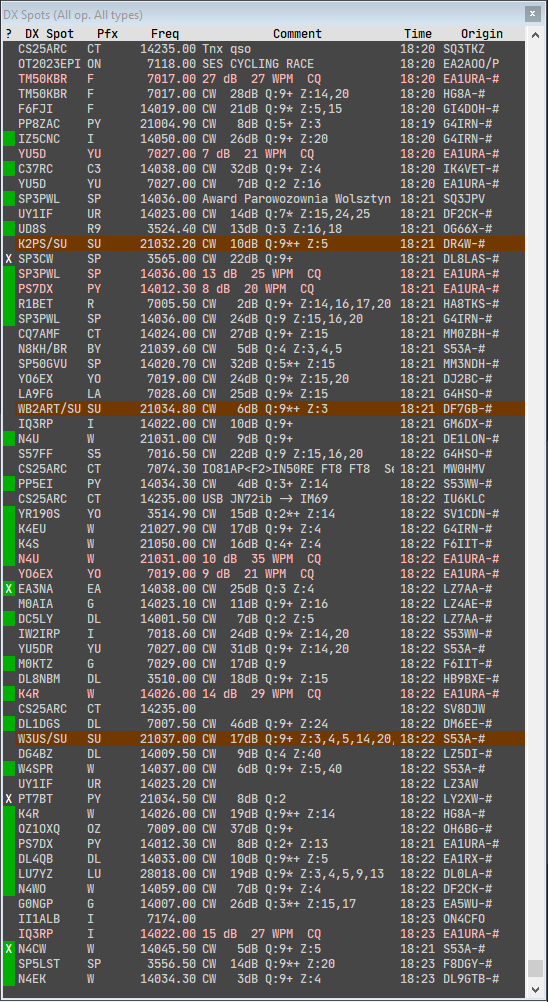 DX Spots (All op. All types) x
? DX Spot Pfx Freq Comment Time Origin
CS25ARC CT 14235.00 Tnx qso 18:20 SQ3TKZ
OT2023EPI ON 7118.00 SES CYCLING RACE 18:20 EA2AOO/P
TM50KBR F 7017.00 27 dB 27 WPM CQ 18:20 EA1URA-#
TM50KBR F 7017.00 CW 28dB Q:9+ Z:14,20 18:20 HG8A-#
F6FJI F 14019.00 CW 21dB Q:9* Z:5,15 18:20 GI4DOH-#
PP8ZAC PY 21004.90 CW 8dB Q:5+ Z:3 18:19 G4IRN-#
IZ5CNC I 14050.00 CW 26dB Q:9+ Z:20 18:20 G4IRN-#
YU5D YU 7027.00 7 dB 21 WPM CQ 18:20 EA1URA-#
C37RC C3 14038.00 CW 32dB Q:9+ Z:4 18:20 IK4VET-#
YU5D YU 7027.00 CW 7dB Q:2 Z:16 18:20 EA1URA-#
SP3PWL SP 14036.00 Award Parowozownia Wolsztyn 18:21 SQ3JPV
UY1IF UR 14023.00 CW 14dB Q:7* Z:15,24,25 18:21 DF2CK-#
UD8S R9 3524.40 CW 13dB Q:3 Z:16,18 18:21 OG66X-#
K2PS/SU SU 21032.20 CW 10dB Q:9*+ Z:5 18:21 DR4W-#
X SP3CW SP 3565.00 CW 22dB Q:9+ 18:21 DL8LAS-#
SP3PWL SP 14036.00 13 dB 25 WPM CQ 18:21 EA1URA-#
PS7DX PY 14012.30 8 dB 20 WPM CQ 18:21 EA1URA-#
R1BET R 7005.50 CW 2dB Q:9+ Z:14,16,17,20 18:21 HA8TKS-#
SP3PWL SP 14036.00 CW 24dB Q:9 Z:15,16,20 18:21 G4IRN-#
CQ7AMF CT 14024.00 CW 27dB Q:9+ Z:15 18:21 MM0ZBH-#
N8KH/BR BY 21039.60 CW 5dB Q:4 Z:3,4,5 18:21 S53A-#
SP50GVU SP 14020.70 CW 32dB Q:5*+ Z:15 18:21 MM3NDH-#
YO6EX YO 7019.00 CW 24dB Q:9* Z:15,20 18:21 DJ2BC-#
LA9FG LA 7028.60 CW 25dB Q:9* Z:15 18:21 G4HSO-#
WB2ART/SU SU 21034.80 CW 6dB Q:9*+ Z:3 18:21 DF7GB-#
IQ3RP I 14022.00 CW 10dB Q:9+ 18:21 GM6DX-#
N4U W 21031.00 CW 9dB Q:9+ 18:21 DE1LON-#
S57FF S5 7016.50 CW 22dB Q:9 Z:15,16,20 18:22 G4HSO-#
CS25ARC CT 7074.30 IO81AP<F2>IN50RE FT8 FT8 Se 18:21 MW0HMV
PP5EI PY 14034.30 CW 4dB Q:3+ Z:14 18:22 S53WW-#
CS25ARC CT 14235.00 USB JN72ib -> IM69 18:22 IU6KLC
YR190S YO 3514.90 CW 15dB Q:2*+ Z:14 18:22 SV1CDN-#
K4EU W 21027.90 CW 17dB Q:9+ Z:4 18:22 G4IRN-#
K4S W 21050.00 CW 16dB Q:4+ Z:4 18:22 F6IIT-#
N4U W 21031.00 10 dB 35 WPM CQ 18:22 EA1URA-#
YO6EX YO 7019.00 9 dB 21 WPM CQ 18:22 EA1URA-#
X EA3NA EA 14038.00 CW 25dB Q:3 Z:4 18:22 LZ7AA-#
M0AIA G 14023.10 CW 11dB Q:9+ Z:16 18:22 LZ4AE-#
DC5LY DL 14001.50 CW 7dB Q:2 Z:5 18:22 LZ7AA-#
IW2IRP I 7018.60 CW 24dB Q:9* Z:14,20 18:22 S53WW-#
YU5DR YU 7027.00 CW 31dB Q:9+ Z:14,20 18:22 S53A-#
M0KTZ G 7029.00 CW 17dB Q:9 18:22 F6IIT-#
DL8NBM DL 3510.00 CW 18dB Q:9+ Z:15 18:22 HB9BXE-#
K4R W 14026.00 14 dB 29 WPM CQ 18:22 EA1URA-#
CS25ARC CT 14235.00 18:22 SV8DJW
DL1DGS DL 7007.50 CW 46dB Q:9+ Z:24 18:22 DM6EE-#
W3US/SU SU 21037.00 CW 17dB Q:9+ Z:3,4,5,14,20, 18:22 S53A-#
DG4BZ DL 14009.50 CW 9dB Q:4 Z:40 18:22 LZ5DI-#
W4SPR W 14037.00 CW 6dB Q:9+ Z:5,40 18:22 S53A-#
UY1IF UR 14023.20 CW 18:22 LZ3AW
X PT7BT PY 21034.50 CW 8dB Q:2 18:22 LY2XW-#
K4R W 14026.00 CW 19dB Q:9*+ Z:14 18:22 HG8A-#
OZ1OXQ OZ 7009.00 CW 37dB Q:9+ 18:22 OH6BG-#
PS7DX PY 14012.30 CW 8dB Q:2+ Z:13 18:21 EA1URA-#
DL4QB DL 14033.00 CW 10dB Q:9*+ Z:5 18:22 EA1RX-#
LU7YZ LU 28018.00 CW 19dB Q:9* Z:3,4,5,9,13 18:22 DL0LA-#
N4WO W 14059.00 CW 7dB Q:9+ Z:4 18:22 DF2CK-#
G0NGP G 14007.00 CW 26dB Q:3*+ Z:15,17 18:23 EA5WU-#
II1ALB I 7174.00 18:23 ON4CFO
IQ3RP I 14022.00 15 dB 27 WPM CQ 18:23 EA1URA-#
X N4CW W 14045.50 CW 5dB Q:9+ Z:5 18:21 S53A-#
SP5LST SP 3556.50 CW 14dB Q:9*+ Z:20 18:23 F8DGY-#
N4EK W 14034.30 CW 3dB Q:9+ Z:4 18:23 DL9GTB-#